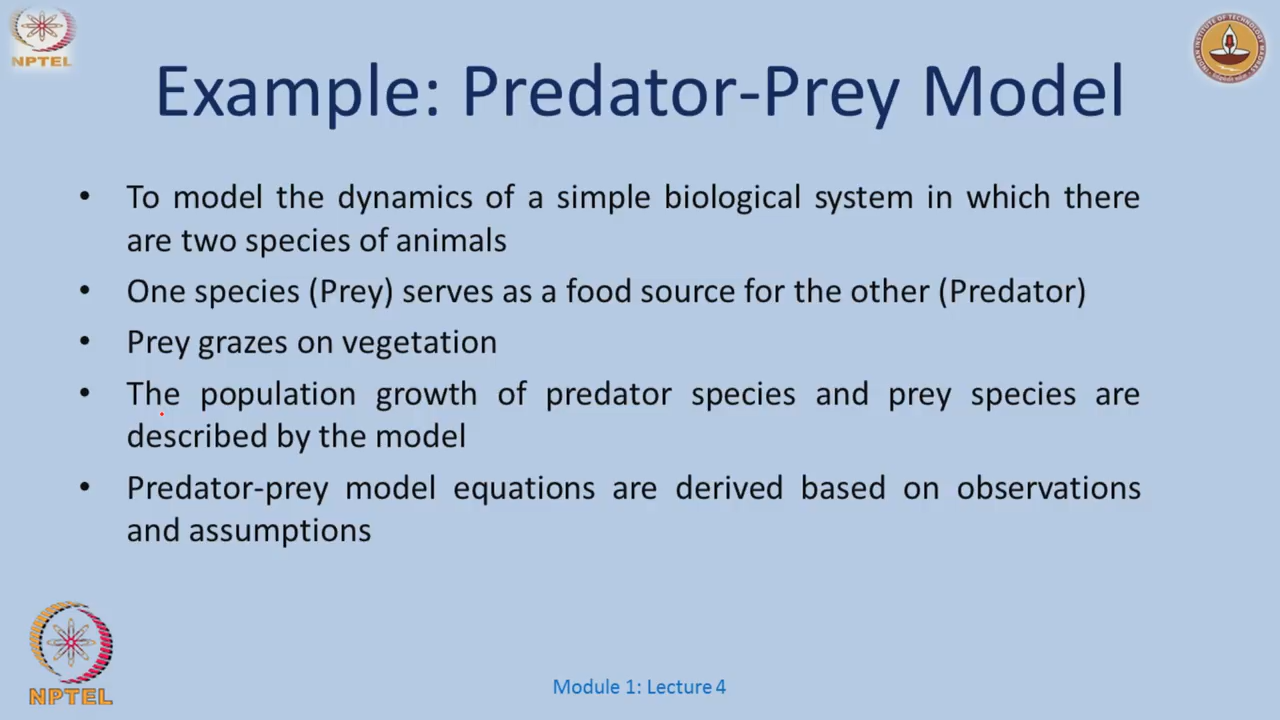 NPTEL
Example: Predator-Prey Model
• To model the dynamics of a simple biological system in which there
are two species of animals
• One species (Prey) serves as a food source for the other (Predator)
• Prey grazes on vegetation
• The population growth of predator species and prey species are
described by the model
• Predator-prey model equations are derived based on observations
and assumptions
NPTEL
Module 1: Lecture 4